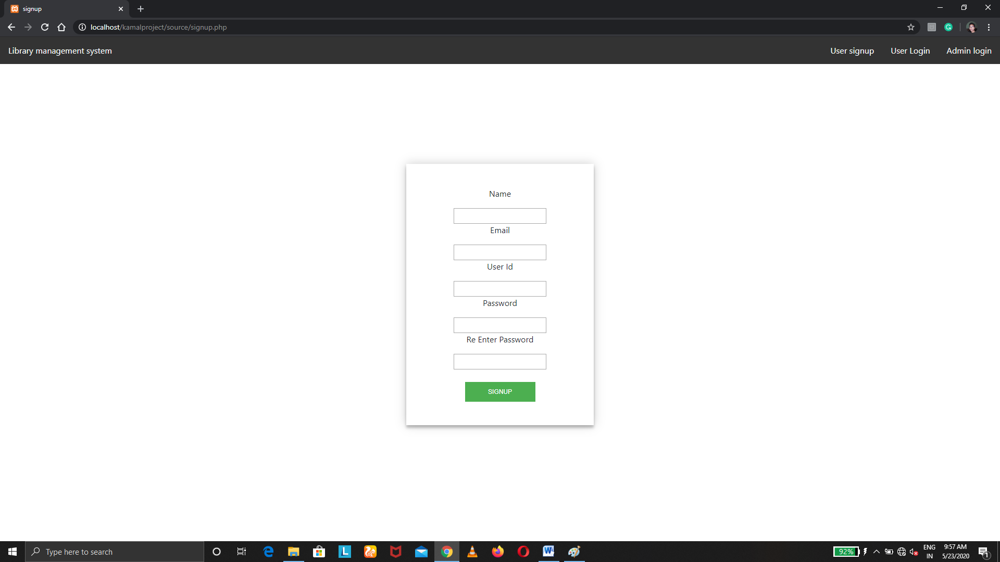 signup
localhost/kamalproject/source/signup.php
Library management system
User signup
User Login
Admin login
Name
Email
User Id
Password
Re Enter Password
SIGNUP
Type here to search
92%
ENG
IN
9:57 AM
5/23/2020
1